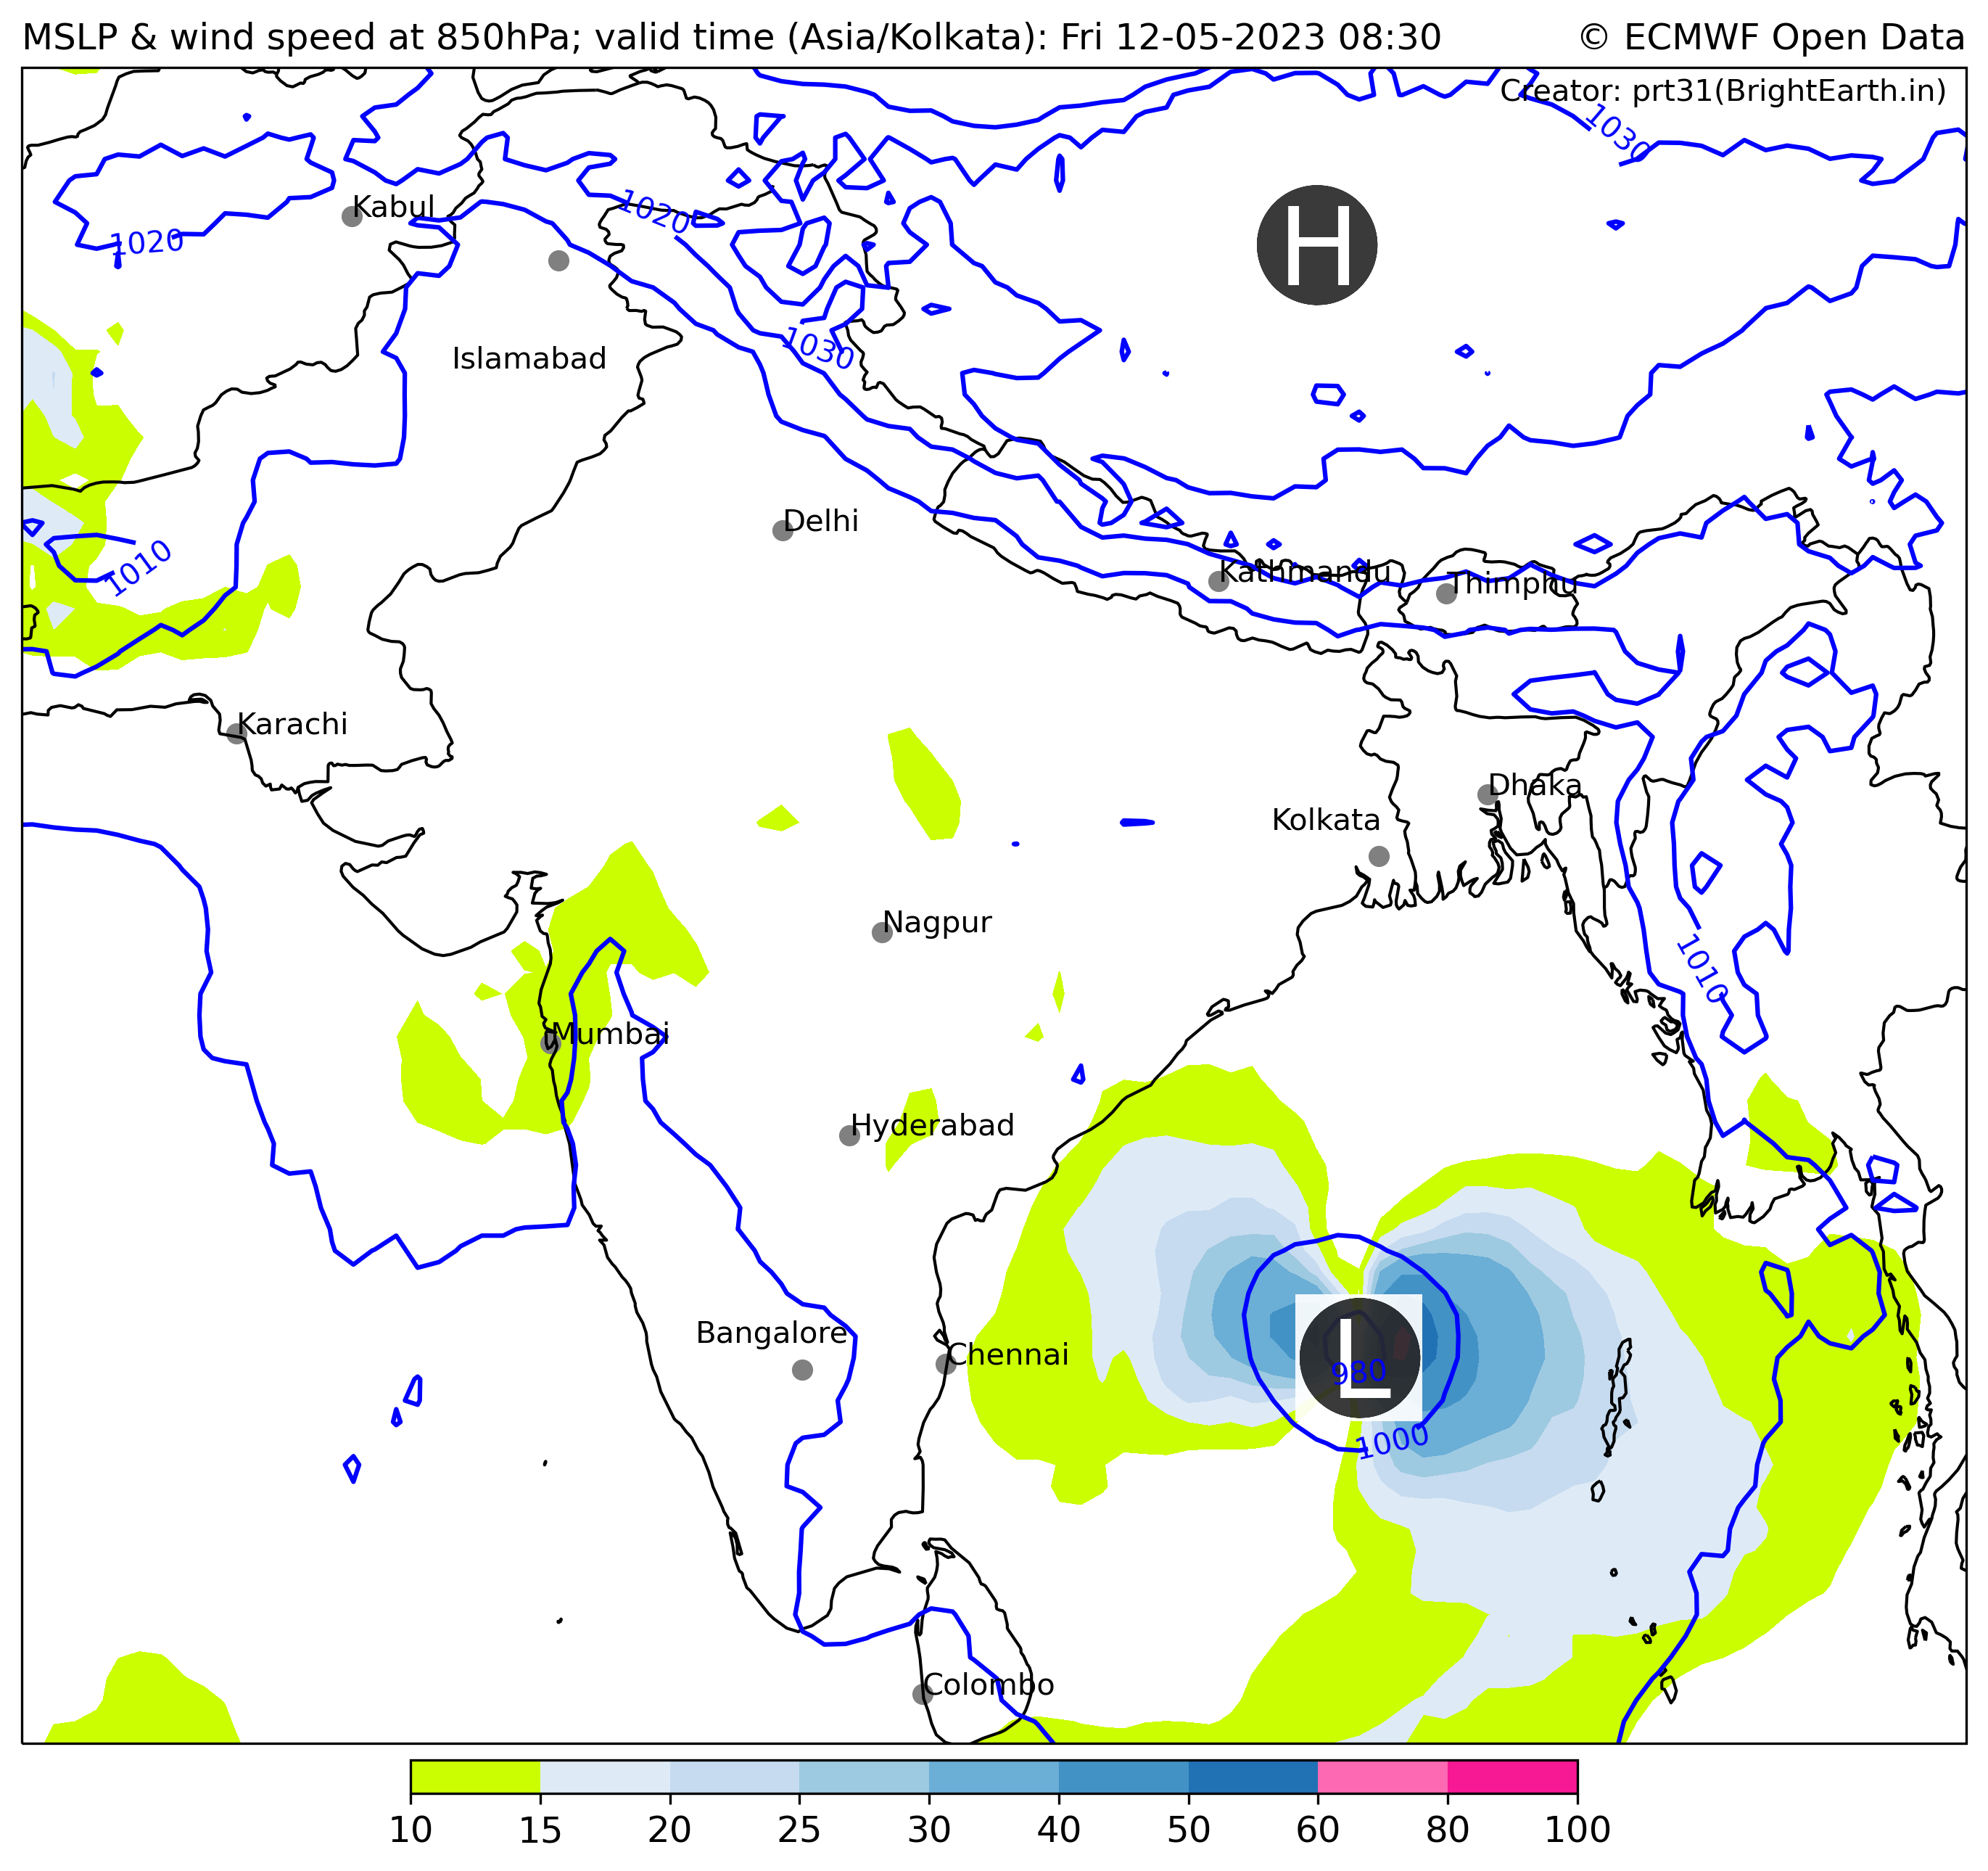 MSLP & wind speed at 850hPa; valid time (Asia/Kolkata): Fri 12-05-2023 08:30
© ECMWF Open Data
Creator: prt31(BrightEarth.in)
1030
H
Kabul
1020
1020
Islamabad
1030
Delhi
1010
Kathmandu
Thimphu
Karachi
Dhaka
Kolkata
Nagpur
1010
Mumbai
Hyderabad
Bangalore
Chennai
L
980
1000
Colombo
10 15 20 25 30 40 50 60 80 100